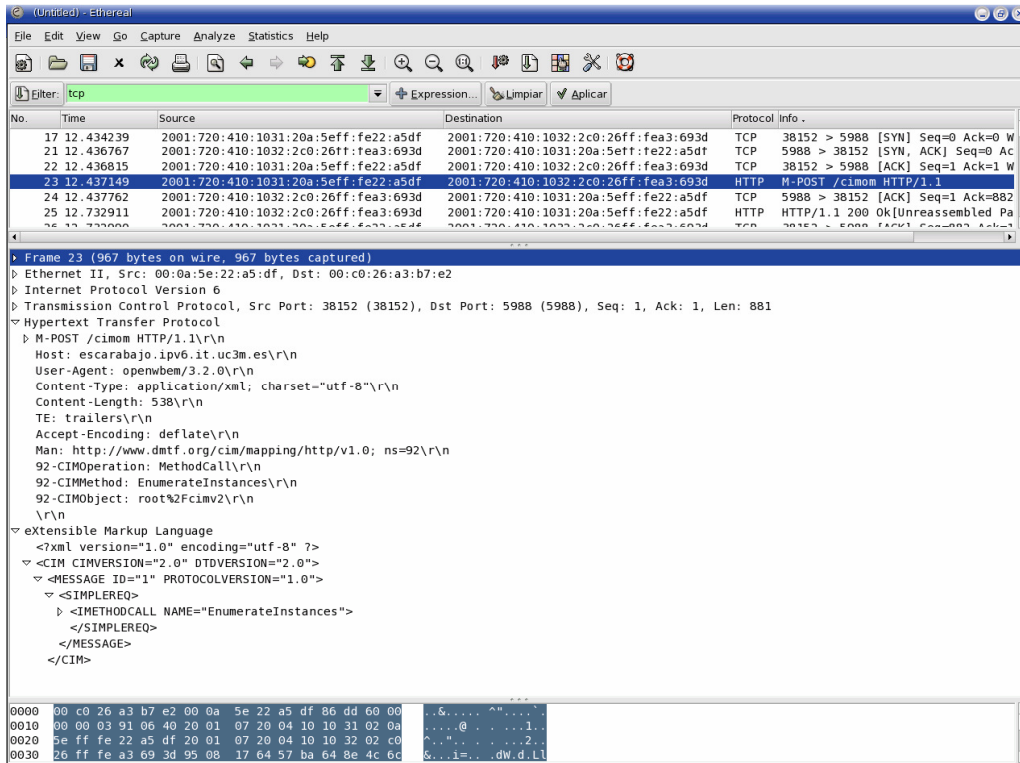 (Untitled) - Ethereal
File Edit View Go Capture Analyze Statistics Help
Filter: tcp Expression... Limpiar Aplicar
No. Time Source Destination Protocol Info
17 12.434239 2001:720:410:1031:20a:5eff:fe22:a5df 2001:720:410:1032:2c0:26ff:fea3:693d TCP 38152 > 5988 [SYN] Seq=0 Ack=0 W
21 12.436767 2001:720:410:1032:2c0:26ff:fea3:693d 2001:720:410:1031:20a:5eff:fe22:a5df TCP 5988 > 38152 [SYN, ACK] Seq=0 Ac
22 12.436815 2001:720:410:1031:20a:5eff:fe22:a5df 2001:720:410:1032:2c0:26ff:fea3:693d TCP 38152 > 5988 [ACK] Seq=1 Ack=1 W
23 12.437149 2001:720:410:1031:20a:5eff:fe22:a5df 2001:720:410:1032:2c0:26ff:fea3:693d HTTP M-POST /cimom HTTP/1.1
24 12.437762 2001:720:410:1032:2c0:26ff:fea3:693d 2001:720:410:1031:20a:5eff:fe22:a5df TCP 5988 > 38152 [ACK] Seq=1 Ack=882
25 12.732911 2001:720:410:1032:2c0:26ff:fea3:693d 2001:720:410:1031:20a:5eff:fe22:a5df HTTP HTTP/1.1 200 Ok[Unreassembled Pa
Frame 23 (967 bytes on wire, 967 bytes captured)
Ethernet II, Src: 00:0a:5e:22:a5:df, Dst: 00:c0:26:a3:b7:e2
Internet Protocol Version 6
Transmission Control Protocol, Src Port: 38152 (38152), Dst Port: 5988 (5988), Seq: 1, Ack: 1, Len: 881
Hypertext Transfer Protocol
M-POST /cimom HTTP/1.1\r\n
Host: escarabajo.ipv6.it.uc3m.es\r\n
User-Agent: openwbem/3.2.0\r\n
Content-Type: application/xml; charset="utf-8"\r\n
Content-Length: 538\r\n
TE: trailers\r\n
Accept-Encoding: deflate\r\n
Man: http://www.dmtf.org/cim/mapping/http/v1.0; ns=92\r\n
92-CIMOperation: MethodCall\r\n
92-CIMMethod: EnumerateInstances\r\n
92-CIMObject: root%2Fcimv2\r\n
\r\n
eXtensible Markup Language
<?xml version="1.0" encoding="utf-8" ?>
<CIM CIMVERSION="2.0" DTDVERSION="2.0">
<MESSAGE ID="1" PROTOCOLVERSION="1.0">
<SIMPLEREQ>
<IMETHODCALL NAME="EnumerateInstances">
</SIMPLEREQ>
</MESSAGE>
</CIM>
0000 00 c0 26 a3 b7 e2 00 0a 5e 22 a5 df 86 dd 60 00 ..&..... ^"....`.
0010 00 00 03 91 06 40 20 01 07 20 04 10 10 31 02 0a .....@ . . ...1..
0020 5e ff fe 22 a5 df 20 01 07 20 04 10 10 32 02 c0 ^..".. . . ...2..
0030 26 ff fe a3 69 3d 95 08 17 64 57 ba 64 8e 4c 6c &...i=.. .dW.d.Ll